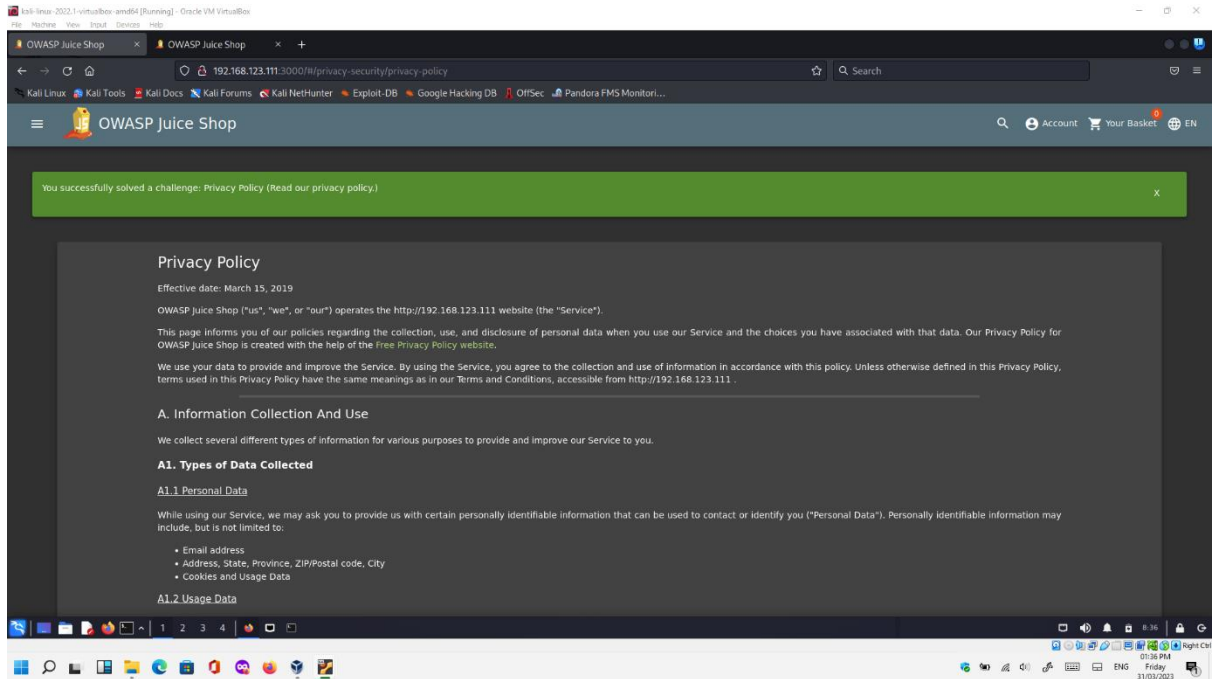 kali-linux-2022.1-virtualbox-amd64 [Running] - Oracle VM VirtualBox
File Machine View Input Devices Help
OWASP Juice Shop × OWASP Juice Shop × +
192.168.123.111:3000/#/privacy-security/privacy-policy Search
Kali Linux Kali Tools Kali Docs Kali Forums Kali NetHunter Exploit-DB Google Hacking DB OffSec Pandora FMS Monitori...
OWASP Juice Shop Account Your Basket 0 EN
You successfully solved a challenge: Privacy Policy (Read our privacy policy.) X
Privacy Policy
Effective date: March 15, 2019
OWASP Juice Shop ("us", "we", or "our") operates the http://192.168.123.111 website (the "Service").
This page informs you of our policies regarding the collection, use, and disclosure of personal data when you use our Service and the choices you have associated with that data. Our Privacy Policy for
OWASP Juice Shop is created with the help of the Free Privacy Policy website.
We use your data to provide and improve the Service. By using the Service, you agree to the collection and use of information in accordance with this policy. Unless otherwise defined in this Privacy Policy,
terms used in this Privacy Policy have the same meanings as in our Terms and Conditions, accessible from http://192.168.123.111 .
A. Information Collection And Use
We collect several different types of information for various purposes to provide and improve our Service to you.
A1. Types of Data Collected
A1.1 Personal Data
While using our Service, we may ask you to provide us with certain personally identifiable information that can be used to contact or identify you ("Personal Data"). Personally identifiable information may
include, but is not limited to:
• Email address
• Address, State, Province, ZIP/Postal code, City
• Cookies and Usage Data
A1.2 Usage Data
1 2 3 4 8:36
Right Ctrl
ENG 01:36 PM
Friday
31/03/2023